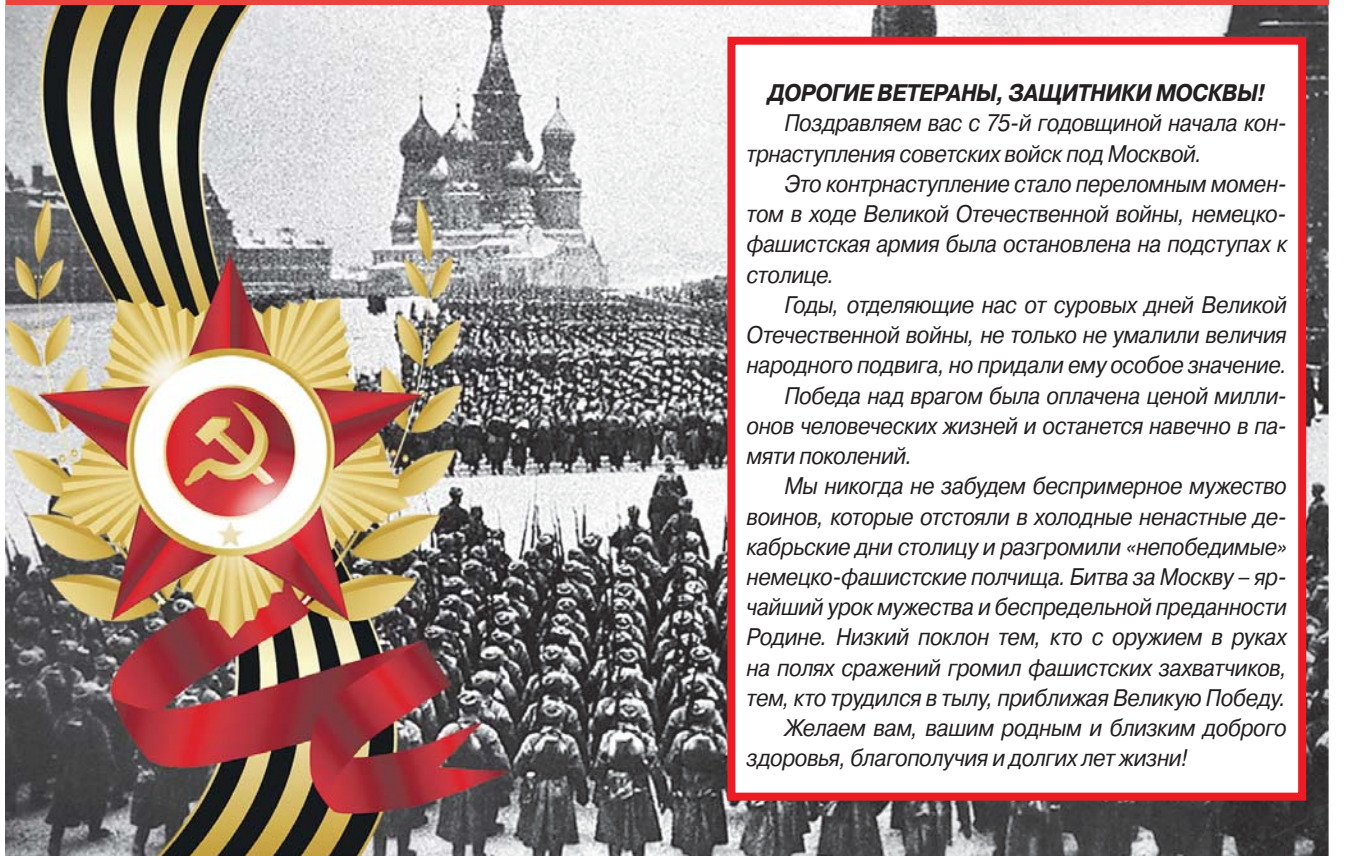 ДОРОГИЕ ВЕТЕРАНЫ, ЗАЩИТНИКИ МОСКВЫ!
Поздравляем вас с 75-й годовщиной начала кон-
трнаступления советских войск под Москвой.
Это контрнаступление стало переломным момен-
том в ходе Великой Отечественной войны, немецко-
фашистская армия была остановлена на подступах к
столице.
Годы, отделяющие нас от суровых дней Великой
Отечественной войны, не только не умалили величия
народного подвига, но придали ему особое значение.
Победа над врагом была оплачена ценой милли-
онов человеческих жизней и останется навечно в па-
мяти поколений.
Мы никогда не забудем беспримерное мужество
воинов, которые отстояли в холодные ненастные де-
кабрьские дни столицу и разгромили «непобедимые»
немецко-фашистские полчища. Битва за Москву – яр-
чайший урок мужества и беспредельной преданности
Родине. Низкий поклон тем, кто с оружием в руках
на полях сражений громил фашистских захватчиков,
тем, кто трудился в тылу, приближая Великую Победу.
Желаем вам, вашим родным и близким доброго
здоровья, благополучия и долгих лет жизни!